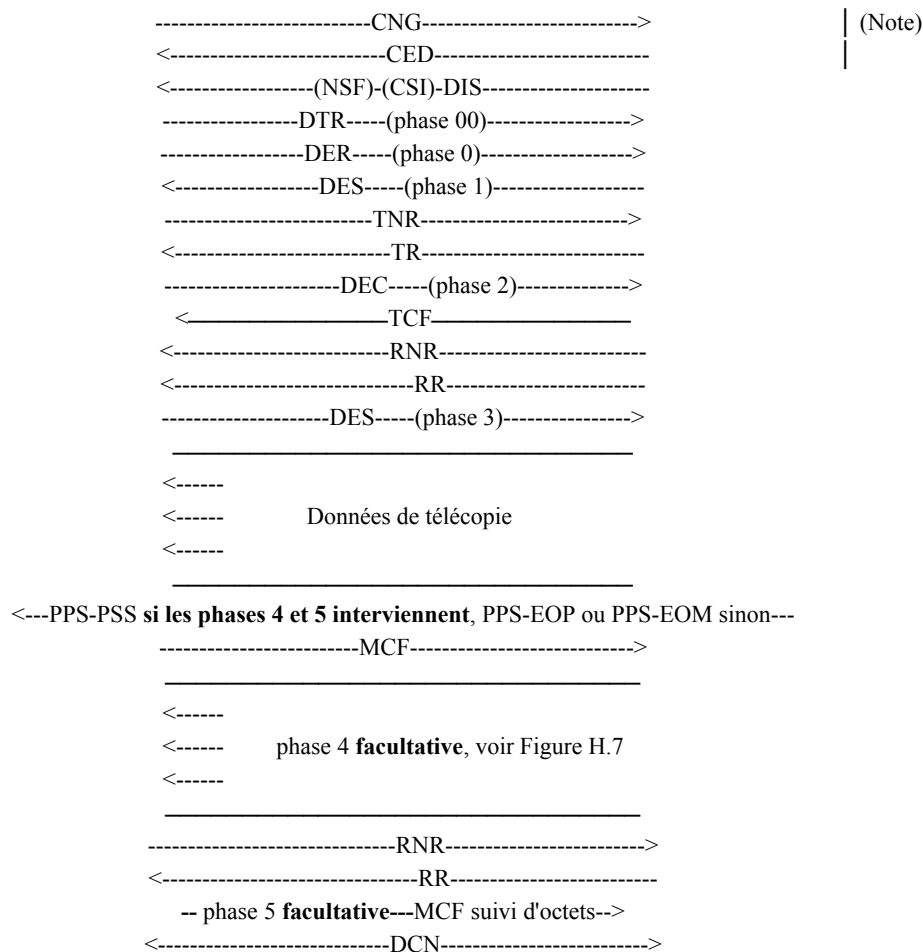 ---------------------------CNG---------------------------> | (Note)
<---------------------------CED--------------------------- |
<------------------(NSF)-(CSI)-DIS---------------------
-----------------DTR-----(phase 00)------------------>
------------------DER-----(phase 0)------------------->
<------------------DES-----(phase 1)-------------------
--------------------------TNR-------------------------->
<---------------------------TR----------------------------
----------------------DEC-----(phase 2)-------------->
<—————————TCF—————————
<---------------------------RNR--------------------------
<------------------------------RR-------------------------
---------------------DES-----(phase 3)---------------->
<------
<------ Données de télécopie
<------
<---PPS-PSS si les phases 4 et 5 interviennent, PPS-EOP ou PPS-EOM sinon---
-------------------------MCF---------------------------->
<------
<------ phase 4 facultative, voir Figure H.7
<------
-------------------------------RNR------------------------->
<--------------------------------RR--------------------------
-- phase 5 facultative---MCF suivi d'octets-->
<-----------------------------DCN-------------------------->